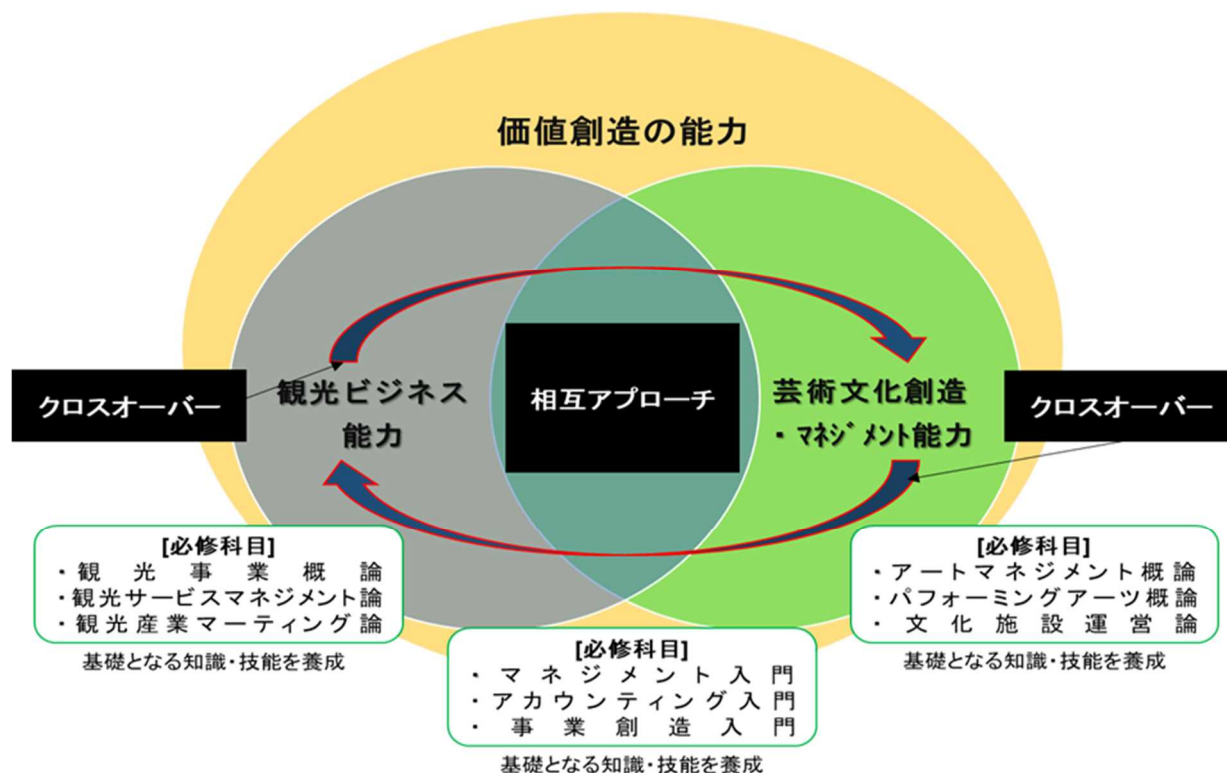 価値創造の能力
クロスオーバー
観光ビジネス
能力
相互アプローチ
芸術文化創造
・マネジメント能力
クロスオーバー
[必修科目]
・観光事業概論
・観光サービスマネジメント論
・観光産業マーティング論
基礎となる知識・技能を養成
[必修科目]
・マネジメント入門
・アカウンティング入門
・事業創造入門
基礎となる知識・技能を養成
[必修科目]
・アートマネジメント概論
・パフォーミングアーツ概論
・文化施設運営論
基礎となる知識・技能を養成